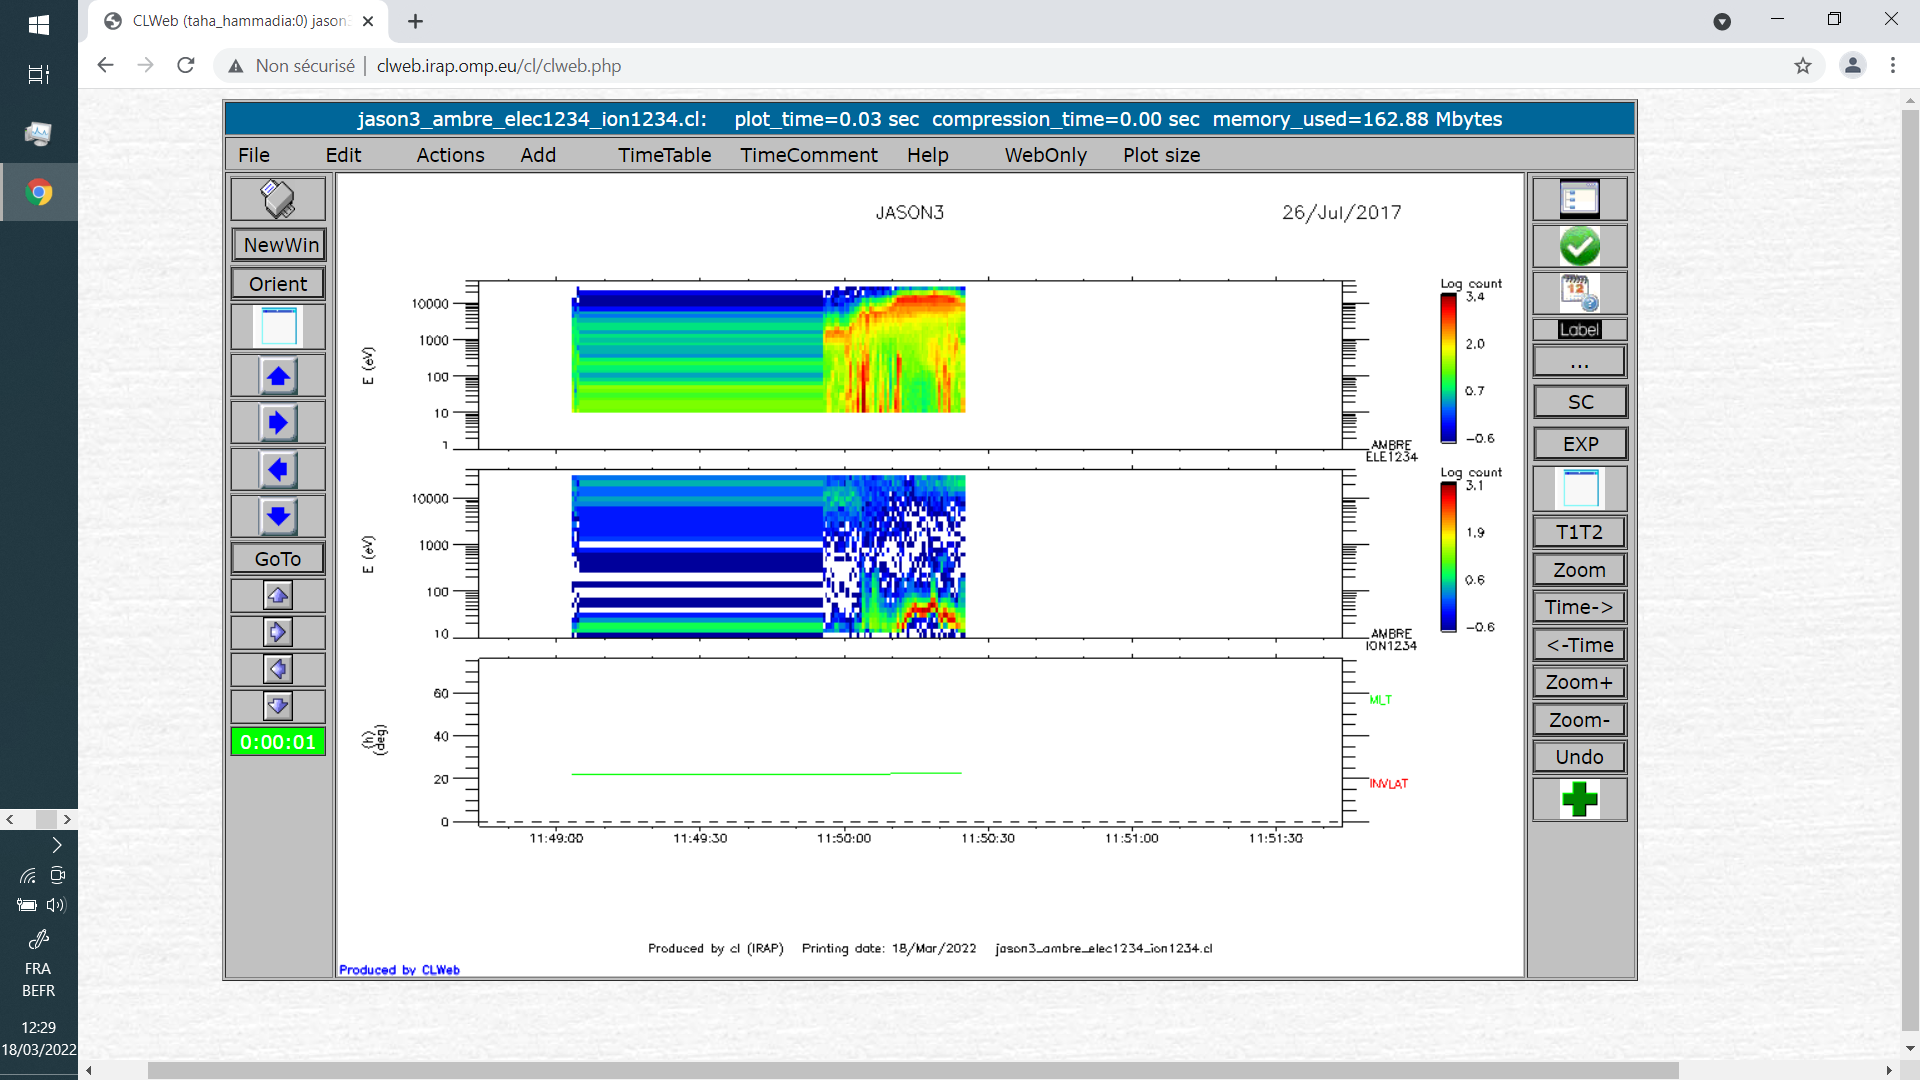 CLWeb (taha_hammadia:0) jason3
Non sécurisé | clweb.irap.omp.eu/cl/clweb.php
jason3_ambre_elec1234_ion1234.cl: plot_time=0.03 sec compression_time=0.00 sec memory_used=162.88 Mbytes
File Edit Actions Add TimeTable TimeComment Help WebOnly Plot size
NewWin
Orient
GoTo
0:00:01
JASON3 26/Jul/2017
E (eV)
10000
1000
100
10
1
AMBRE
ELE1234
Log count
3.4
2.0
0.7
-0.6
E (eV)
10000
1000
100
10
AMBRE
ION1234
Log count
3.1
1.9
0.6
-0.6
(h)
(deg)
60
40
20
0
MLT
INVLAT
11:49:00 11:49:30 11:50:00 11:50:30 11:51:00 11:51:30
Produced by cl (IRAP) Printing date: 18/Mar/2022 jason3_ambre_elec1234_ion1234.cl
Produced by CLWeb
12
Label
...
SC
EXP
T1T2
Zoom
Time->
<-Time
Zoom+
Zoom-
Undo
FRA
BEFR
12:29
18/03/2022